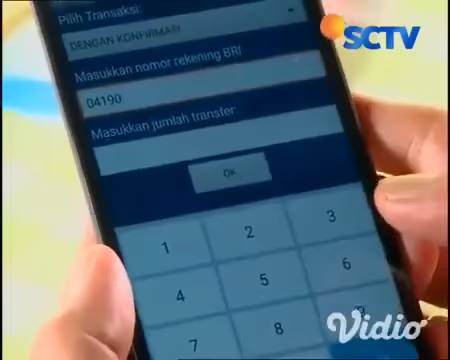 Pilih Transaksi:
SCTV
DENGAN KONFIRMASI
Masukkan nomor rekening BRI:
04190
Masukkan jumlah transfer:
OK
1 2 3
4 5 6
7 8
Vidio